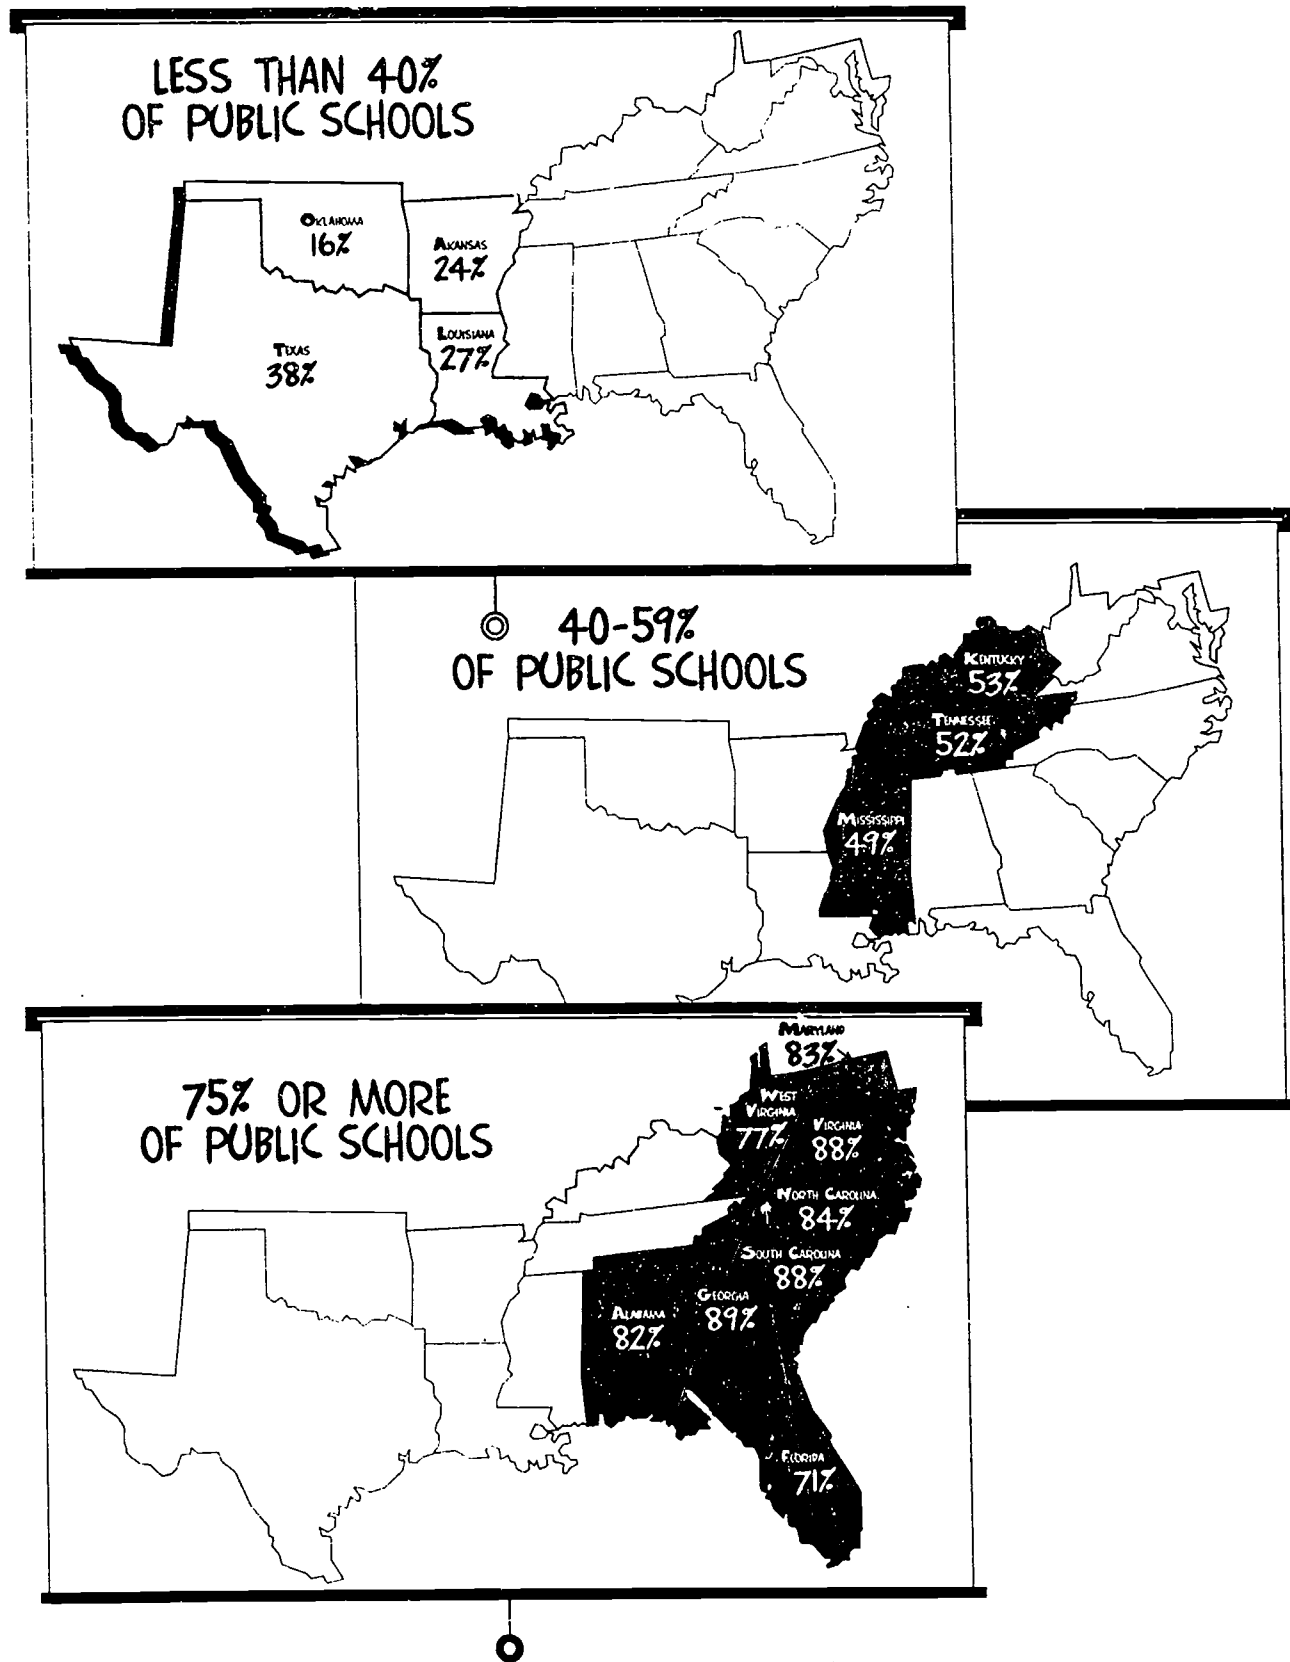 LESS THAN 40%
OF PUBLIC SCHOOLS
OKLAHOMA
16%
AKANSAS
24%
LOUISIANA
27%
TEXAS
38%
40-59%
OF PUBLIC SCHOOLS
KENTUCKY
53%
TENNESSEE
52%
MISSISSIPPI
49%
75% OR MORE
OF PUBLIC SCHOOLS
MARYLAND
83%
WEST
VIRGINIA
77%
VIRGINIA
88%
NORTH CAROLINA
84%
SOUTH CAROLINA
88%
GEORGIA
89%
ALABAMA
82%
FLORIDA
71%